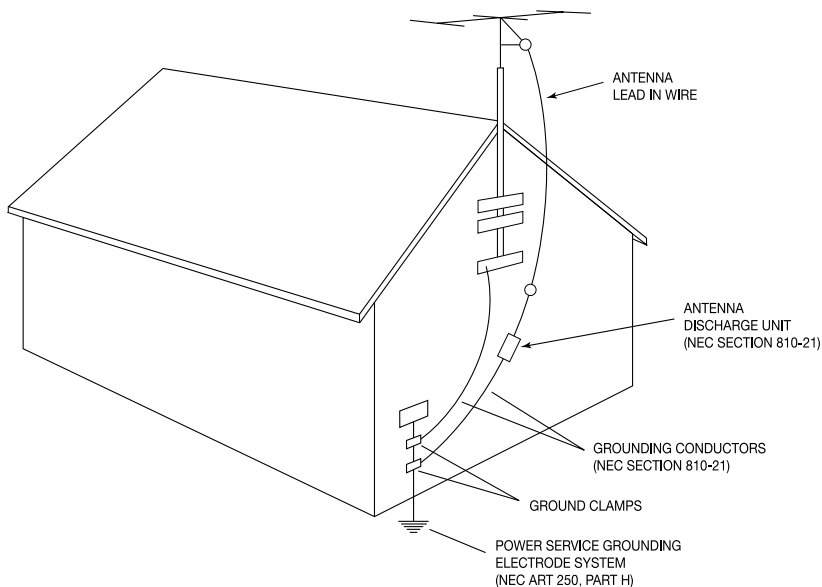 ANTENNA
LEAD IN WIRE
ANTENNA
DISCHARGE UNIT
(NEC SECTION 810-21)
GROUNDING CONDUCTORS
(NEC SECTION 810-21)
GROUND CLAMPS
POWER SERVICE GROUNDING
ELECTRODE SYSTEM
(NEC ART 250, PART H)